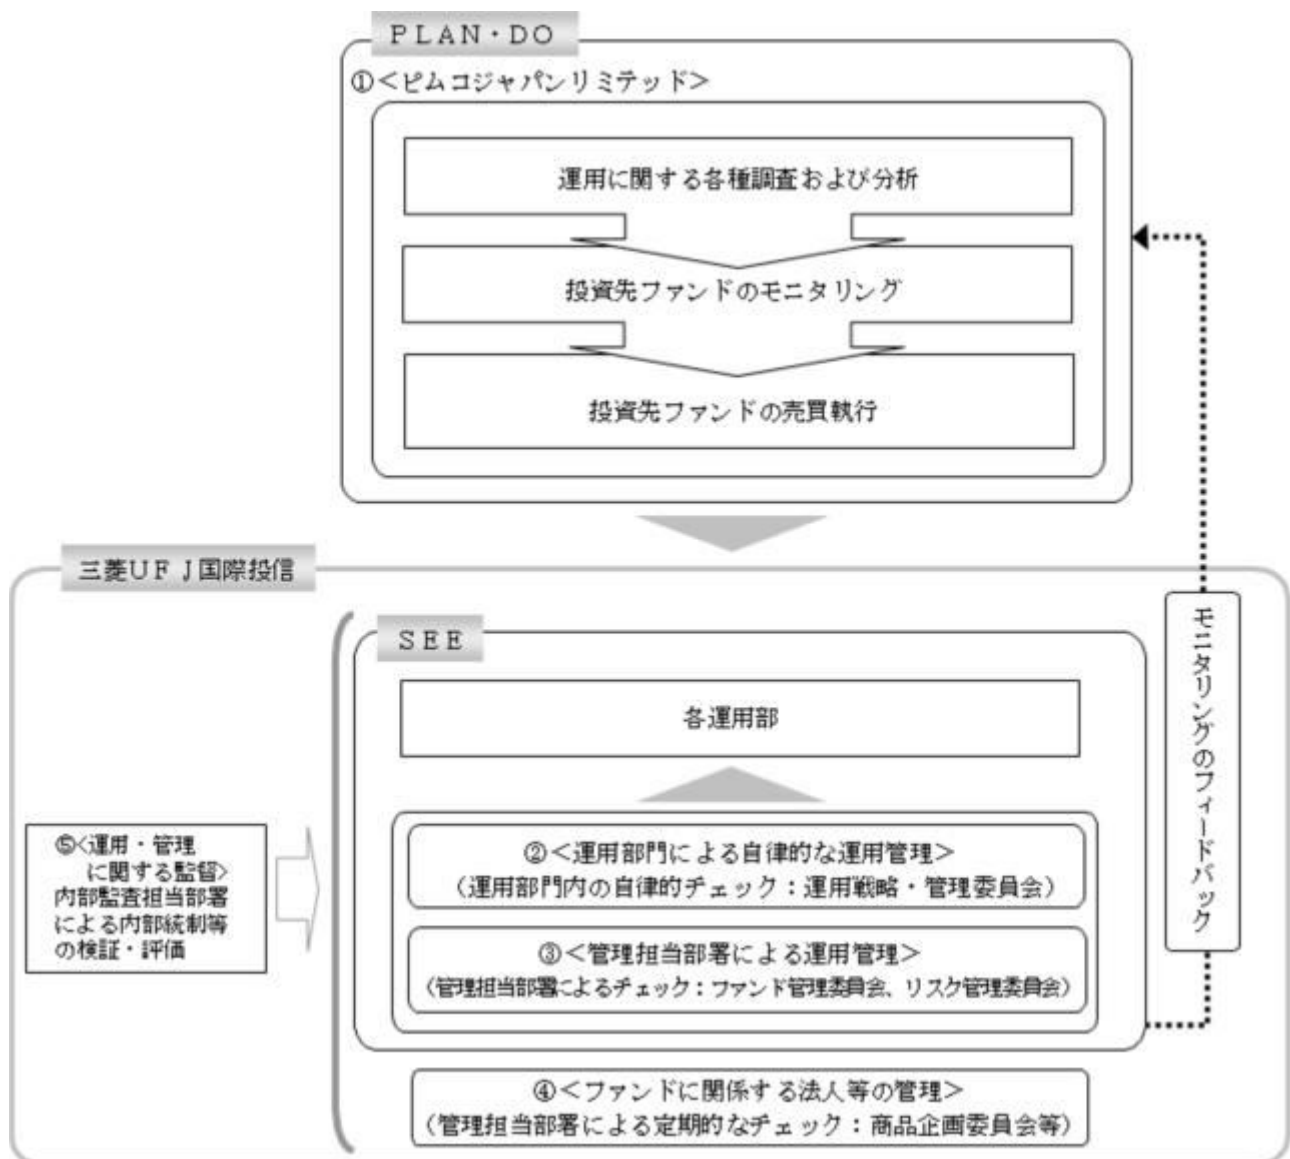 ＰＬＡＮ・ＤＯ
①＜ピムコジャパンリミテッド＞
運用に関する各種調査および分析
投資先ファンドのモニタリング
投資先ファンドの売買執行
三菱ＵＦＪ国際投信
ＳＥＥ
各運用部
②＜運用部門による自律的な運用管理＞
（運用部門内の自律的チェック：運用戦略・管理委員会）
③＜管理担当部署による運用管理＞
（管理担当部署によるチェック：ファンド管理委員会、リスク管理委員会）
④＜ファンドに関係する法人等の管理＞
（管理担当部署による定期的なチェック：商品企画委員会等）
⑤＜運用・管理
に関する監督＞
内部監査担当部署
による内部統制等
の検証・評価
モニタリングのフィードバック